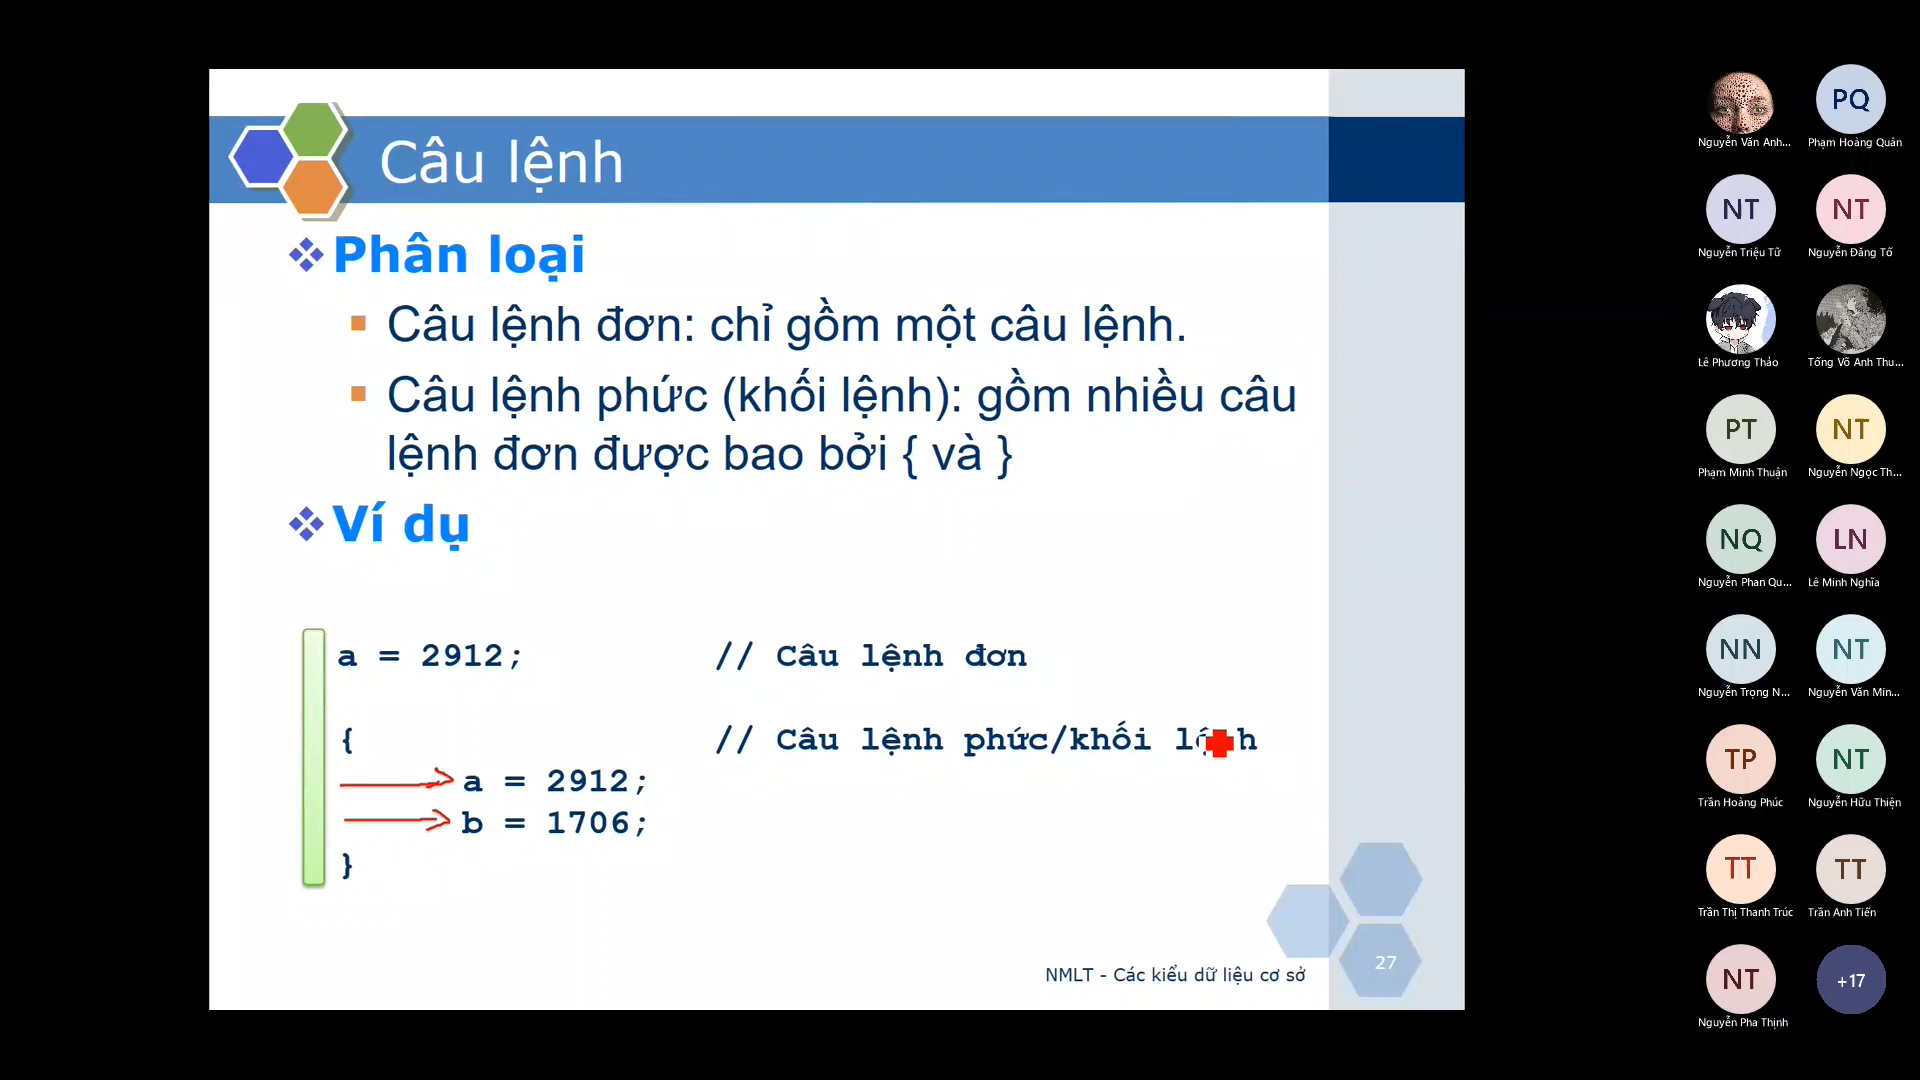 Câu lệnh
Phân loại
Câu lệnh đơn: chỉ gồm một câu lệnh.
Câu lệnh phức (khối lệnh): gồm nhiều câu
lệnh đơn được bao bởi { và }
Ví dụ
a = 2912; // Câu lệnh đơn
{ // Câu lệnh phức/khối lệnh
a = 2912;
b = 1706;
}
NMLT - Các kiểu dữ liệu cơ sở
27
PQ
Nguyễn Văn Anh... Phạm Hoàng Quân
NT NT
Nguyễn Triệu Tữ Nguyễn Đăng Tố
Lê Phương Thảo Tống Võ Anh Thu...
PT NT
Phạm Minh Thuận Nguyễn Ngọc Th...
NQ LN
Nguyễn Phan Qu... Lê Minh Nghĩa
NN NT
Nguyễn Trọng N... Nguyễn Văn Min...
TP NT
Trần Hoàng Phúc Nguyễn Hữu Thiện
TT TT
Trần Thị Thanh Trúc Trần Anh Tiến
NT +17
Nguyễn Pha Thịnh